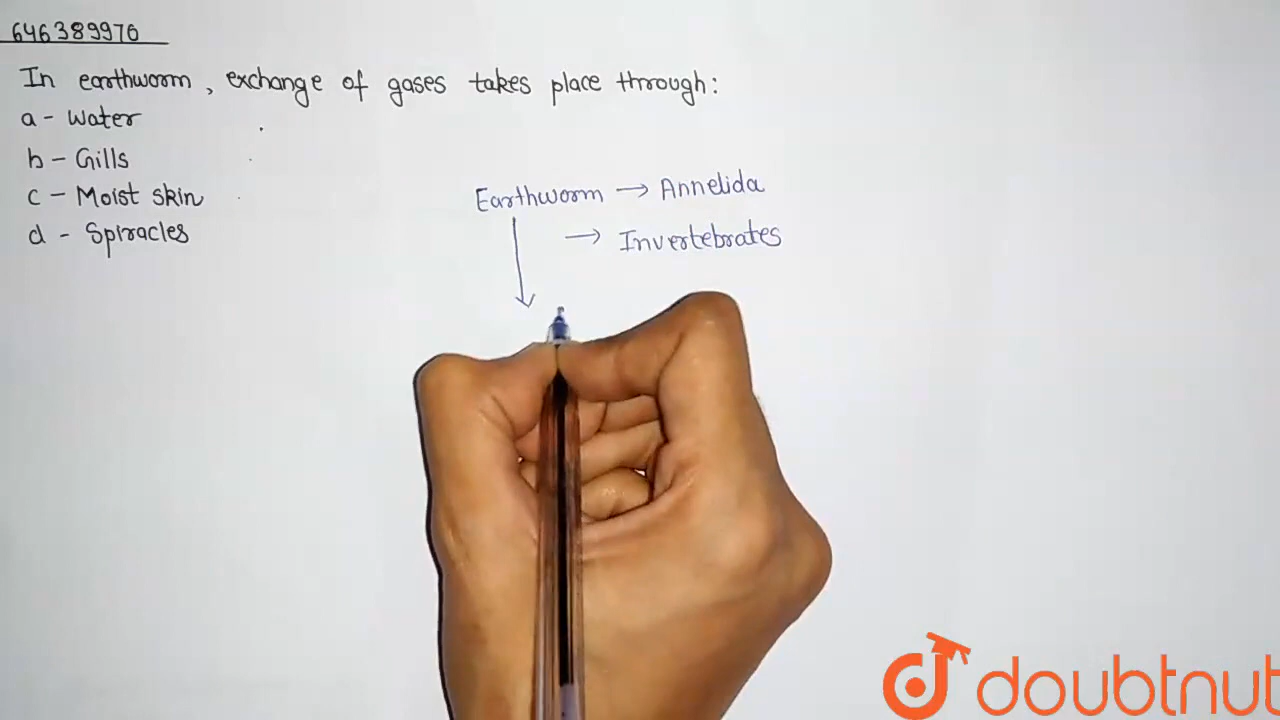 646389970
In earthworm, exchange of gases takes place through:
a - Water
b - Gills
c - Moist skin
d - Spiracles
Earthworm → Annelida
→ Invertebrates
doubtnut